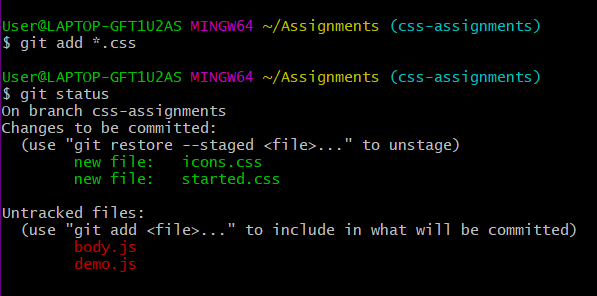 User@LAPTOP-GFT1U2AS MINGW64 ~/Assignments (css-assignments)
$ git add *.css
User@LAPTOP-GFT1U2AS MINGW64 ~/Assignments (css-assignments)
$ git status
On branch css-assignments
Changes to be committed:
  (use "git restore --staged <file>..." to unstage)
        new file:   icons.css
        new file:   started.css
Untracked files:
  (use "git add <file>..." to include in what will be committed)
        body.js
        demo.js